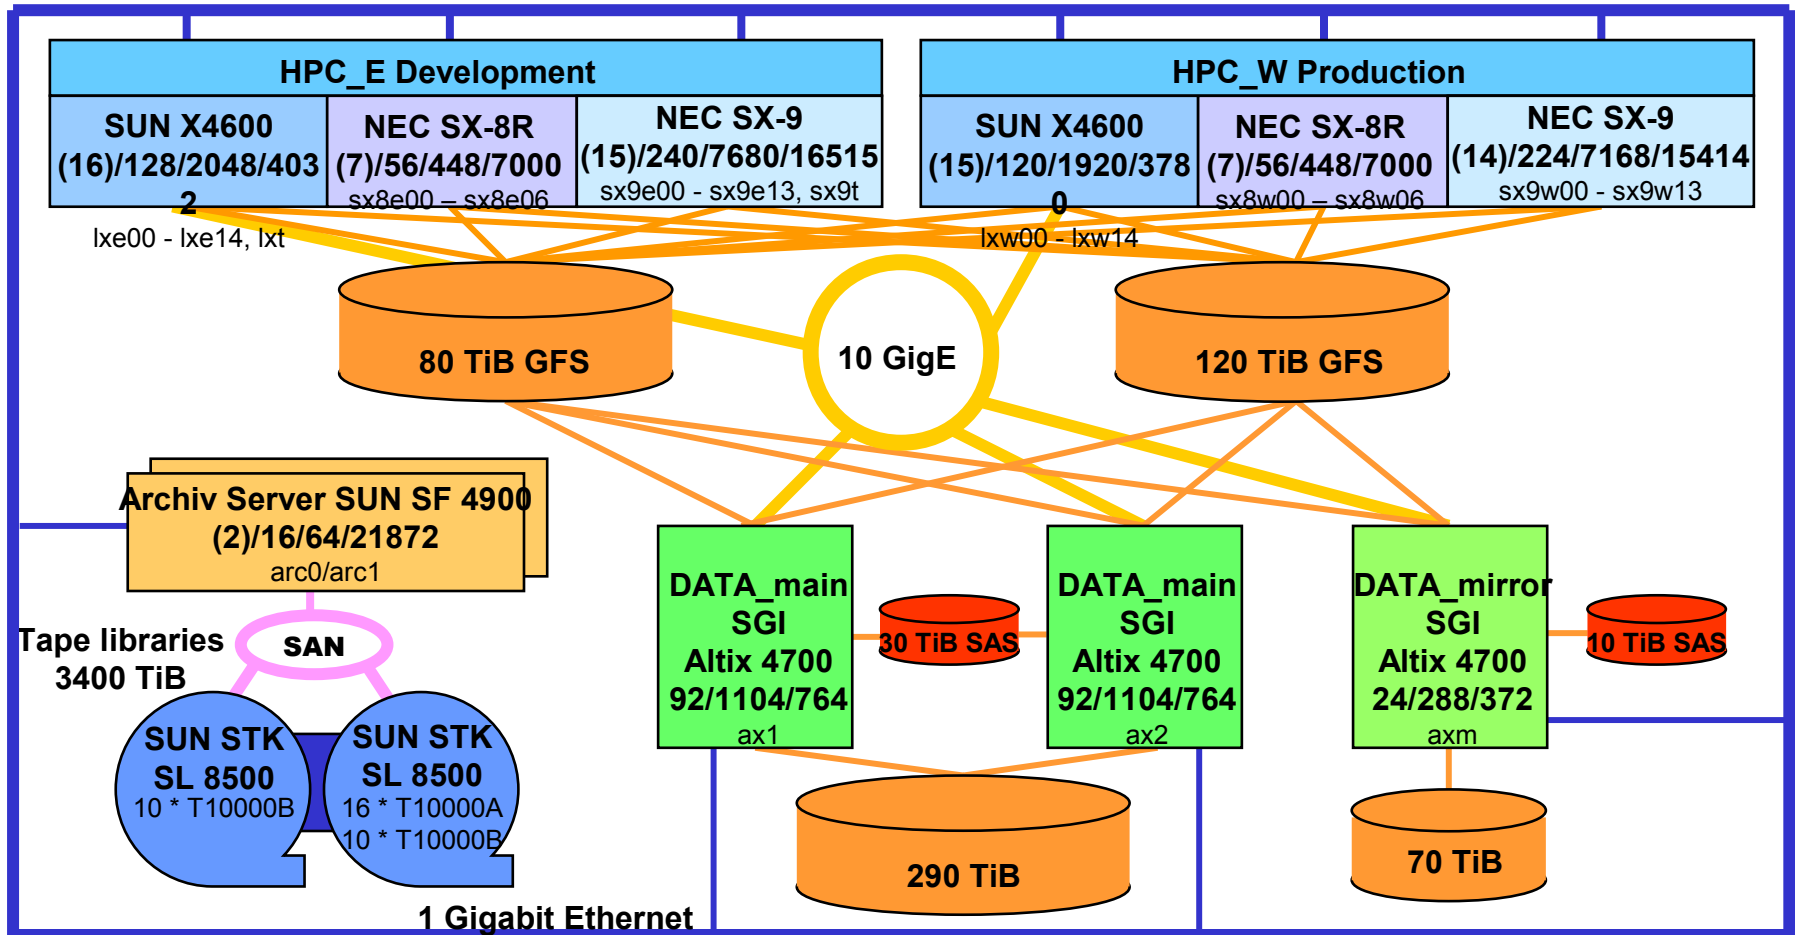 HPC_E Development
SUN X4600
(16)/128/2048/403
2
lxe00 - lxe14, lxt
NEC SX-8R
(7)/56/448/7000
sx8e00 – sx8e06
NEC SX-9
(15)/240/7680/16515
sx9e00 - sx9e13, sx9t
HPC_W Production
SUN X4600
(15)/120/1920/378
0
lxw00 - lxw14
NEC SX-8R
(7)/56/448/7000
sx8w00 – sx8w06
NEC SX-9
(14)/224/7168/15414
sx9w00 - sx9w13
80 TiB GFS
10 GigE
120 TiB GFS
Archiv Server SUN SF 4900
(2)/16/64/21872
arc0/arc1
Tape libraries
3400 TiB
SAN
SUN STK
SL 8500
10 * T10000B
SUN STK
SL 8500
16 * T10000A
10 * T10000B
DATA_main
SGI
Altix 4700
92/1104/764
ax1
30 TiB SAS
DATA_main
SGI
Altix 4700
92/1104/764
ax2
DATA_mirror
SGI
Altix 4700
24/288/372
axm
10 TiB SAS
290 TiB
70 TiB
1 Gigabit Ethernet